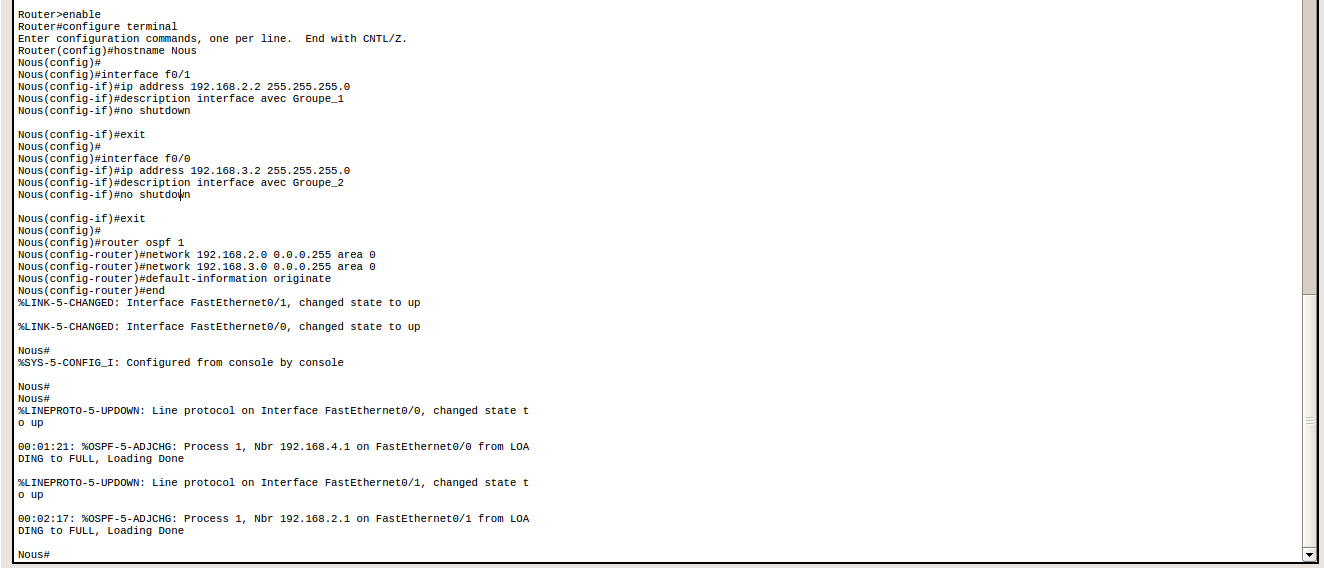 Router>enable
Router#configure terminal
Enter configuration commands, one per line.  End with CNTL/Z.
Router(config)#hostname Nous
Nous(config)#
Nous(config)#interface f0/1
Nous(config-if)#ip address 192.168.2.2 255.255.255.0
Nous(config-if)#description interface avec Groupe_1
Nous(config-if)#no shutdown
Nous(config-if)#exit
Nous(config)#
Nous(config)#interface f0/0
Nous(config-if)#ip address 192.168.3.2 255.255.255.0
Nous(config-if)#description interface avec Groupe_2
Nous(config-if)#no shutdown
Nous(config-if)#exit
Nous(config)#
Nous(config)#router ospf 1
Nous(config-router)#network 192.168.2.0 0.0.0.255 area 0
Nous(config-router)#network 192.168.3.0 0.0.0.255 area 0
Nous(config-router)#default-information originate
Nous(config-router)#end
%LINK-5-CHANGED: Interface FastEthernet0/1, changed state to up
%LINK-5-CHANGED: Interface FastEthernet0/0, changed state to up
Nous#
%SYS-5-CONFIG_I: Configured from console by console
Nous#
Nous#
%LINEPROTO-5-UPDOWN: Line protocol on Interface FastEthernet0/0, changed state t
o up
00:01:21: %OSPF-5-ADJCHG: Process 1, Nbr 192.168.4.1 on FastEthernet0/0 from LOA
DING to FULL, Loading Done
%LINEPROTO-5-UPDOWN: Line protocol on Interface FastEthernet0/1, changed state t
o up
00:02:17: %OSPF-5-ADJCHG: Process 1, Nbr 192.168.2.1 on FastEthernet0/1 from LOA
DING to FULL, Loading Done
Nous#